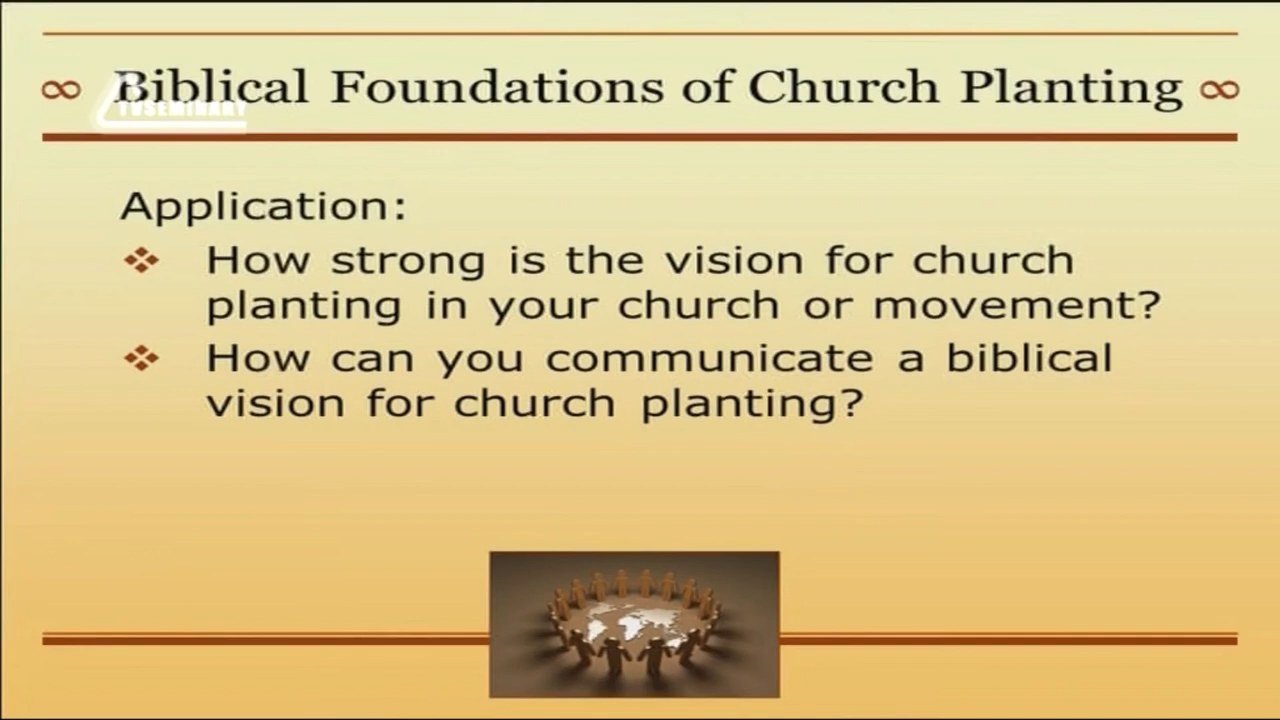 ∞ Biblical Foundations of Church Planting ∞
TVSEMINARY
Application:
❖ How strong is the vision for church
planting in your church or movement?
❖ How can you communicate a biblical
vision for church planting?